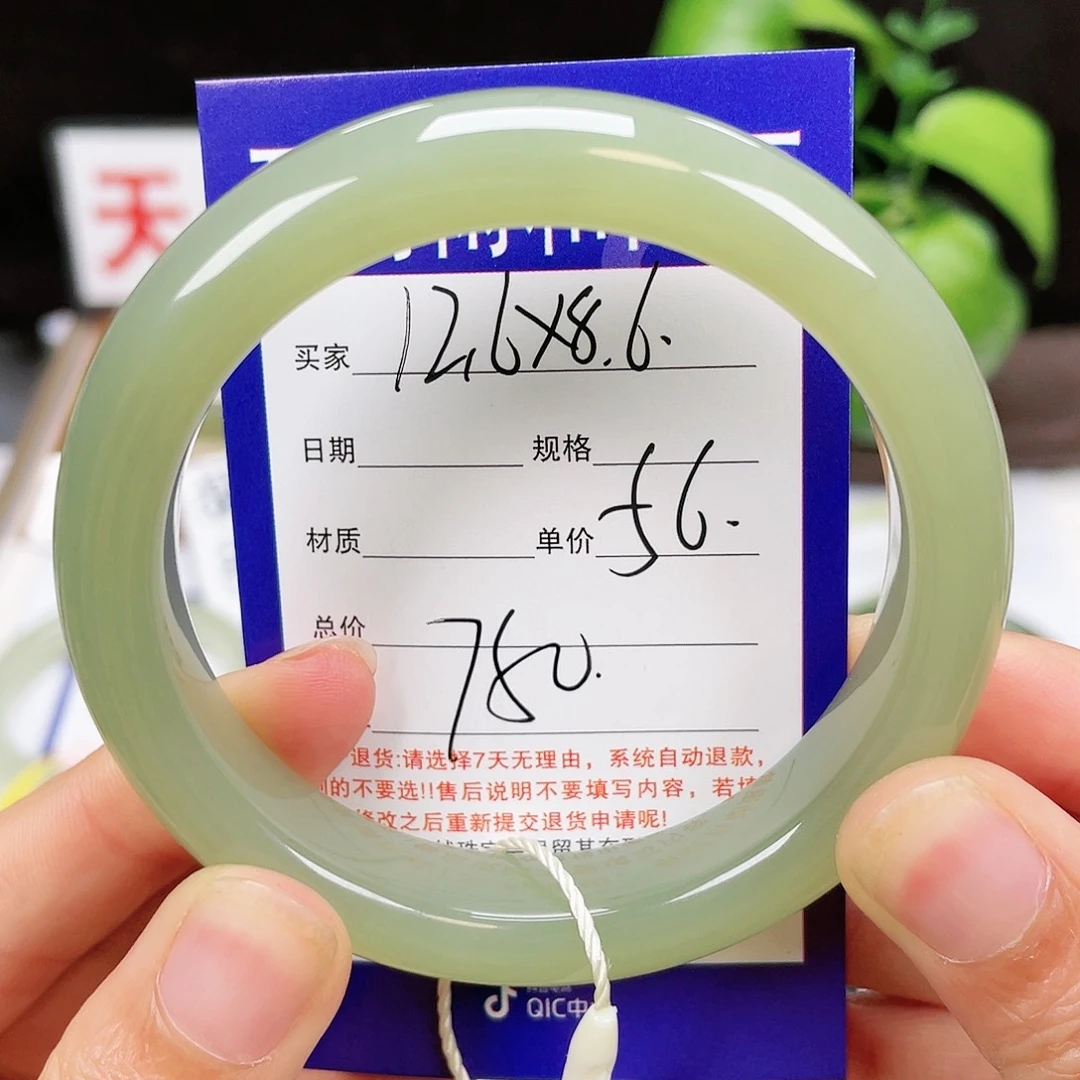 天
买家 12.6X8.6.
日期 规格
材质 单价 56.
总价 780.
退货:请选择7天无理由，系统自动退款，
的不要选!!售后说明不要填写内容，若填
修改之后重新提交退货申请呢!
QIC中